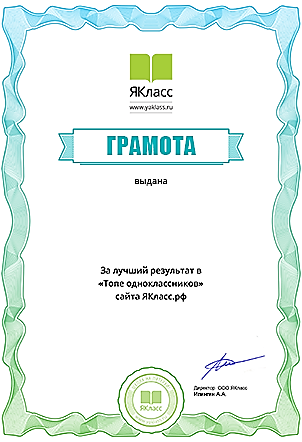 ЯКласс
www.yaklass.ru
ГРАМОТА
выдана
За лучший результат в
«Топе одноклассников»
сайта ЯКласс.рф
Директор ООО ЯКласс
ЯКласс